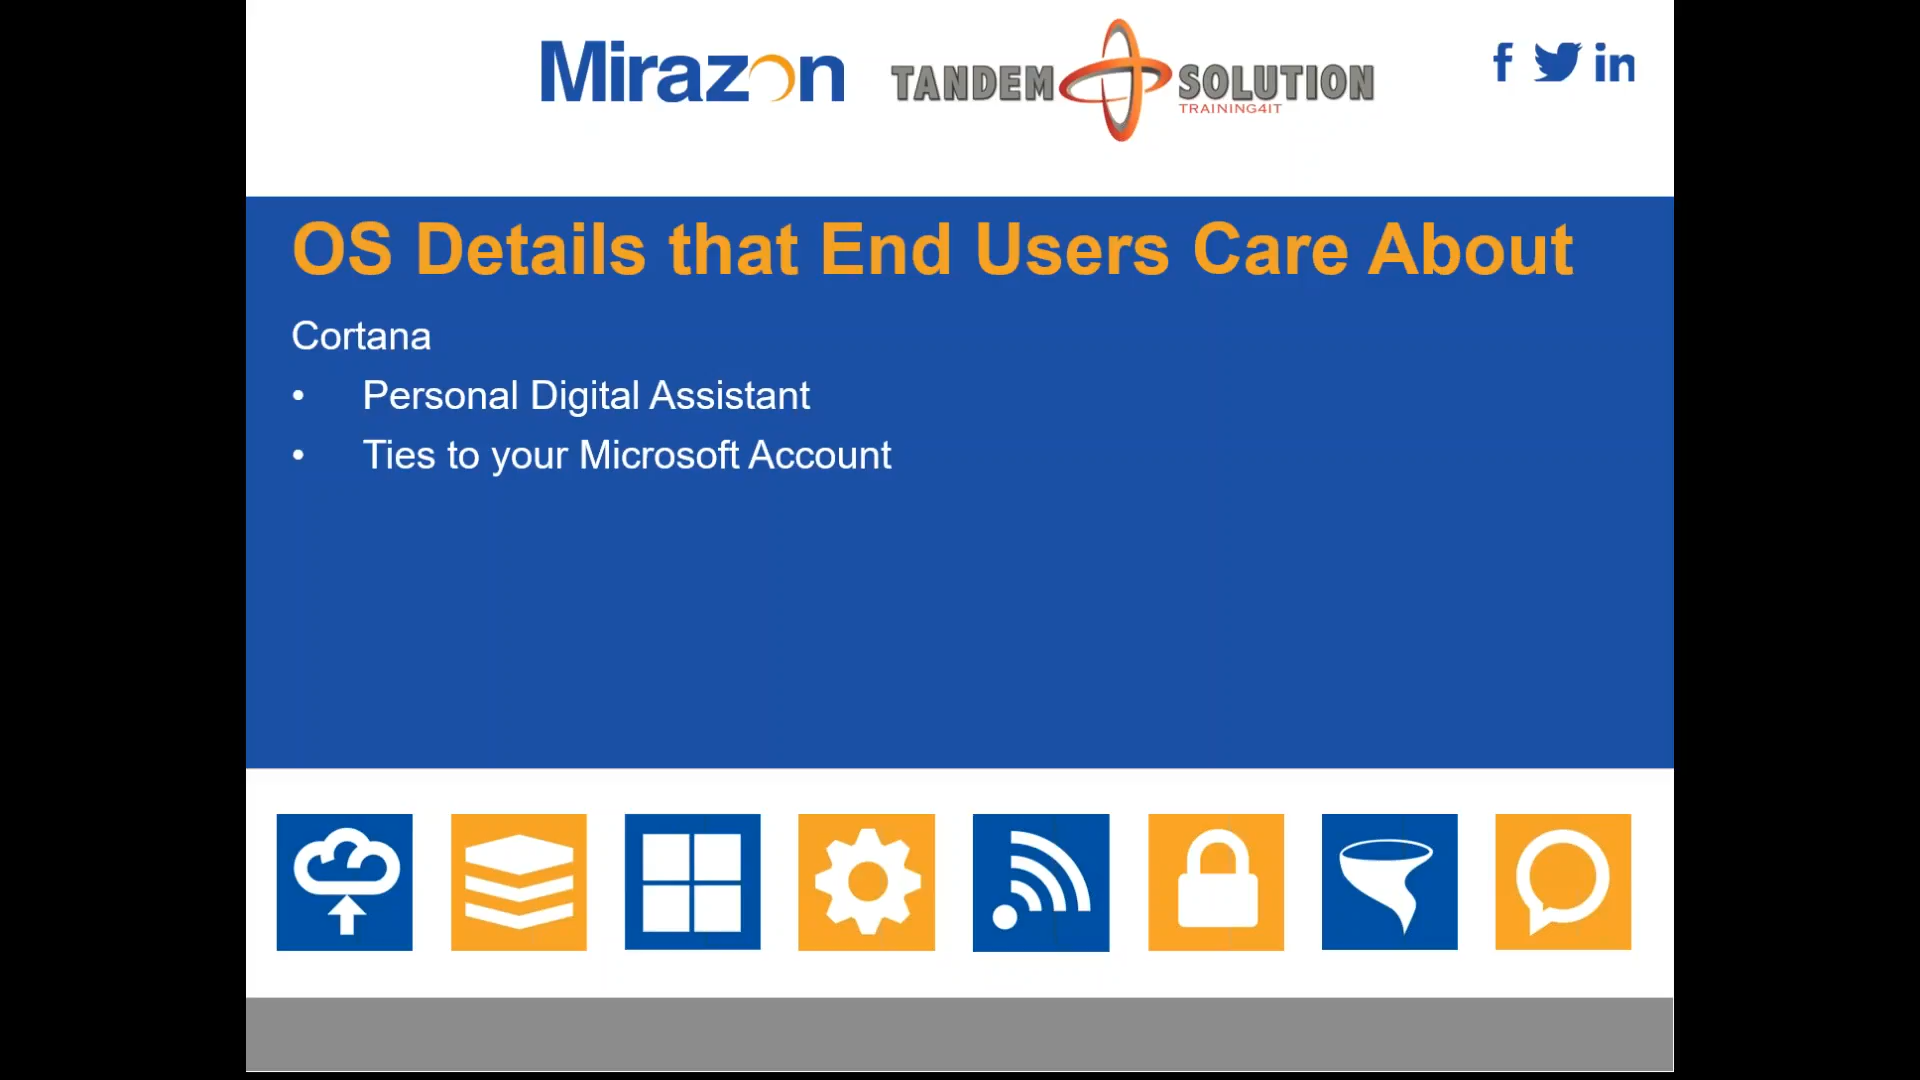 Mirazon
TANDEM SOLUTION
TRAINING4IT
f in
OS Details that End Users Care About
Cortana
• Personal Digital Assistant
• Ties to your Microsoft Account